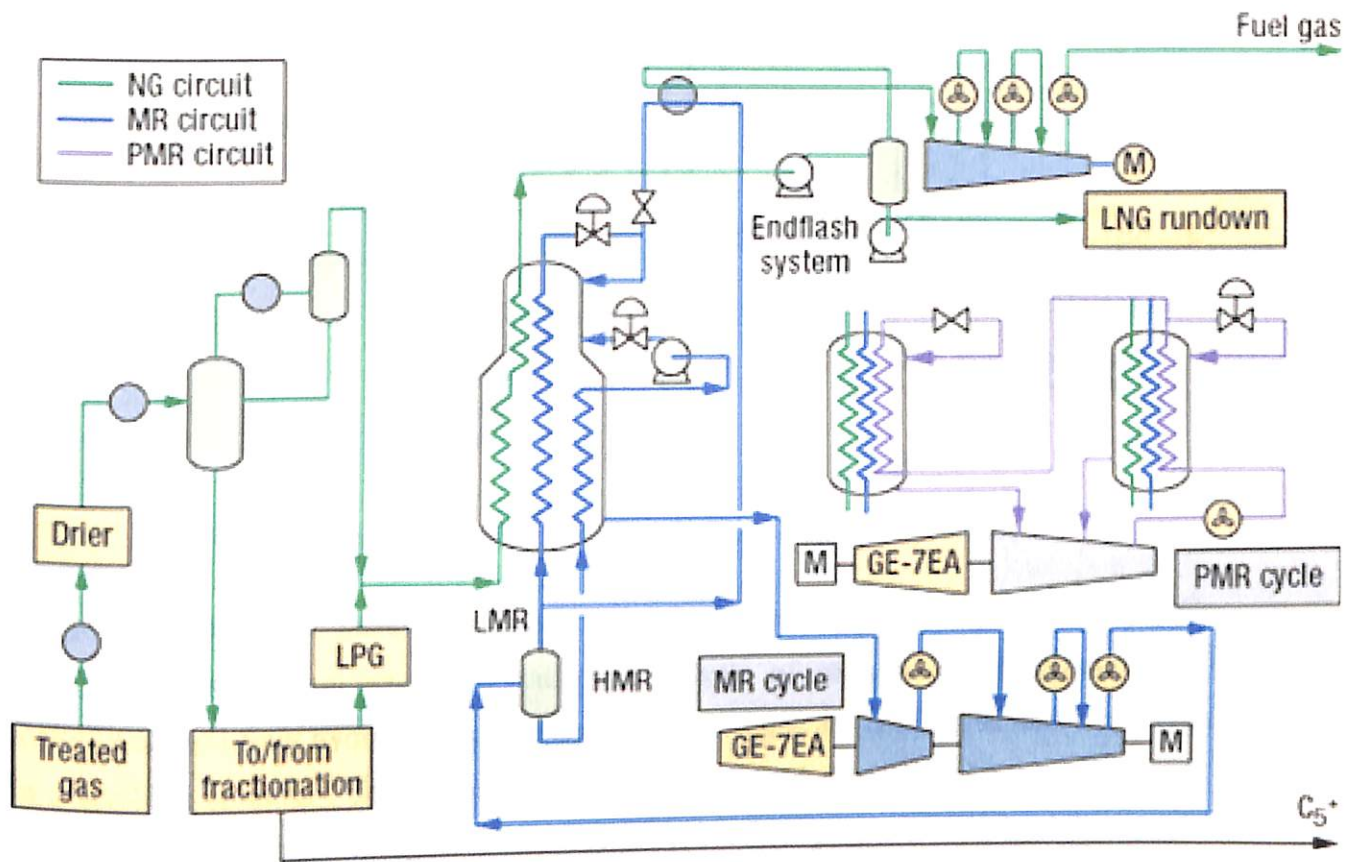 NG circuit
MR circuit
PMR circuit
Fuel gas
M
LNG rundown
Endflash
system
Drier
LPG
Treated
gas
To/from
fractionation
LMR
HMR
M
GE-7EA
PMR cycle
MR cycle
GE-7EA
M
C₅⁺